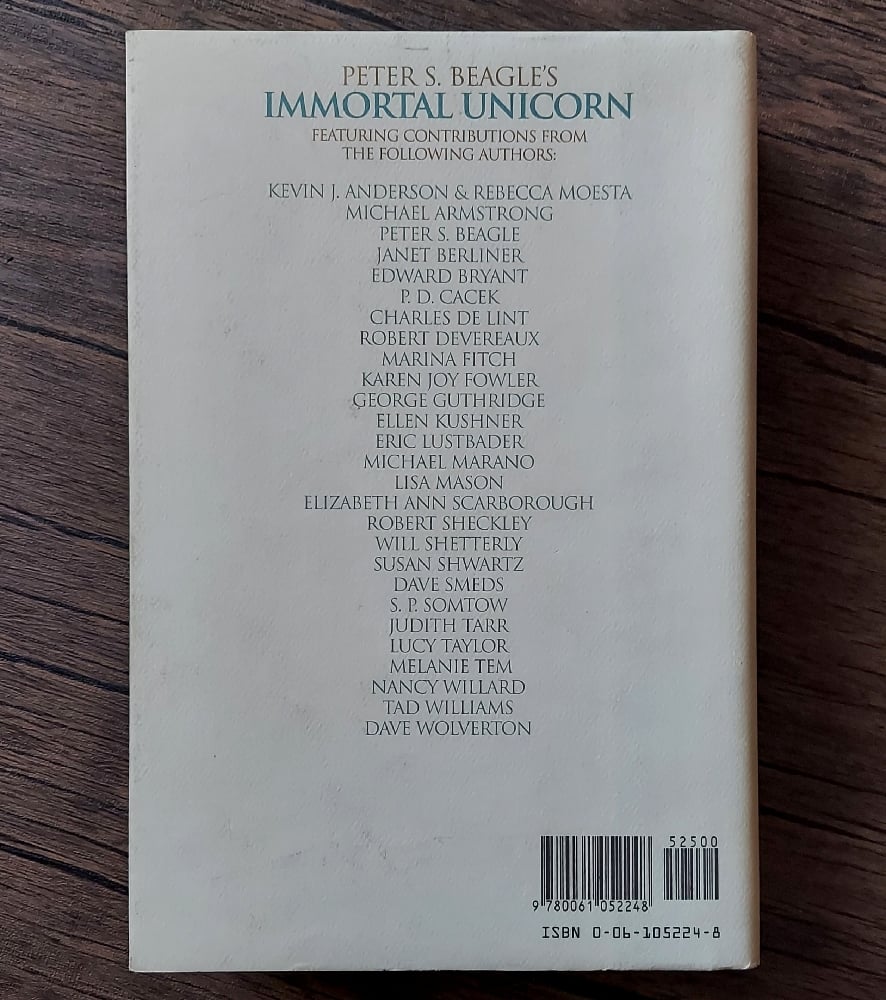 PETER S. BEAGLE'S
IMMORTAL UNICORN
FEATURING CONTRIBUTIONS FROM
THE FOLLOWING AUTHORS:
KEVIN J. ANDERSON & REBECCA MOESTA
MICHAEL ARMSTRONG
PETER S. BEAGLE
JANET BERLINER
EDWARD BRYANT
P. D. CACEK
CHARLES DE LINT
ROBERT DEVEREAUX
MARINA FITCH
KAREN JOY FOWLER
GEORGE GUTHRIDGE
ELLEN KUSHNER
ERIC LUSTBADER
MICHAEL MARANO
LISA MASON
ELIZABETH ANN SCARBOROUGH
ROBERT SHECKLEY
WILL SHETTERLY
SUSAN SHWARTZ
DAVE SMEDS
S. P. SOMTOW
JUDITH TARR
LUCY TAYLOR
MELANIE TEM
NANCY WILLARD
TAD WILLIAMS
DAVE WOLVERTON
52500
9 780061 052248
ISBN 0-06-105224-8